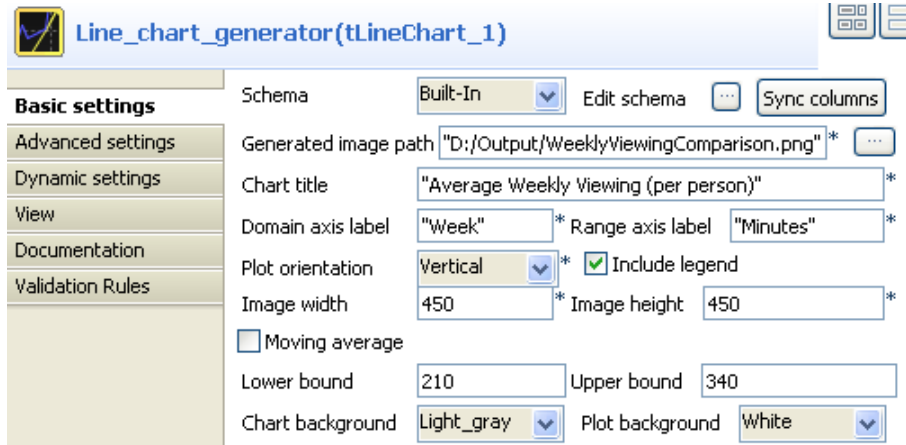 Line_chart_generator(tLineChart_1)
Basic settings
Advanced settings
Dynamic settings
View
Documentation
Validation Rules
Schema Built-In Edit schema ... Sync columns
Generated image path "D:/Output/WeeklyViewingComparison.png" * ...
Chart title "Average Weekly Viewing (per person)" *
Domain axis label "Week" * Range axis label "Minutes" *
Plot orientation Vertical * Include legend
Image width 450 * Image height 450 *
Moving average
Lower bound 210 Upper bound 340
Chart background Light_gray Plot background White